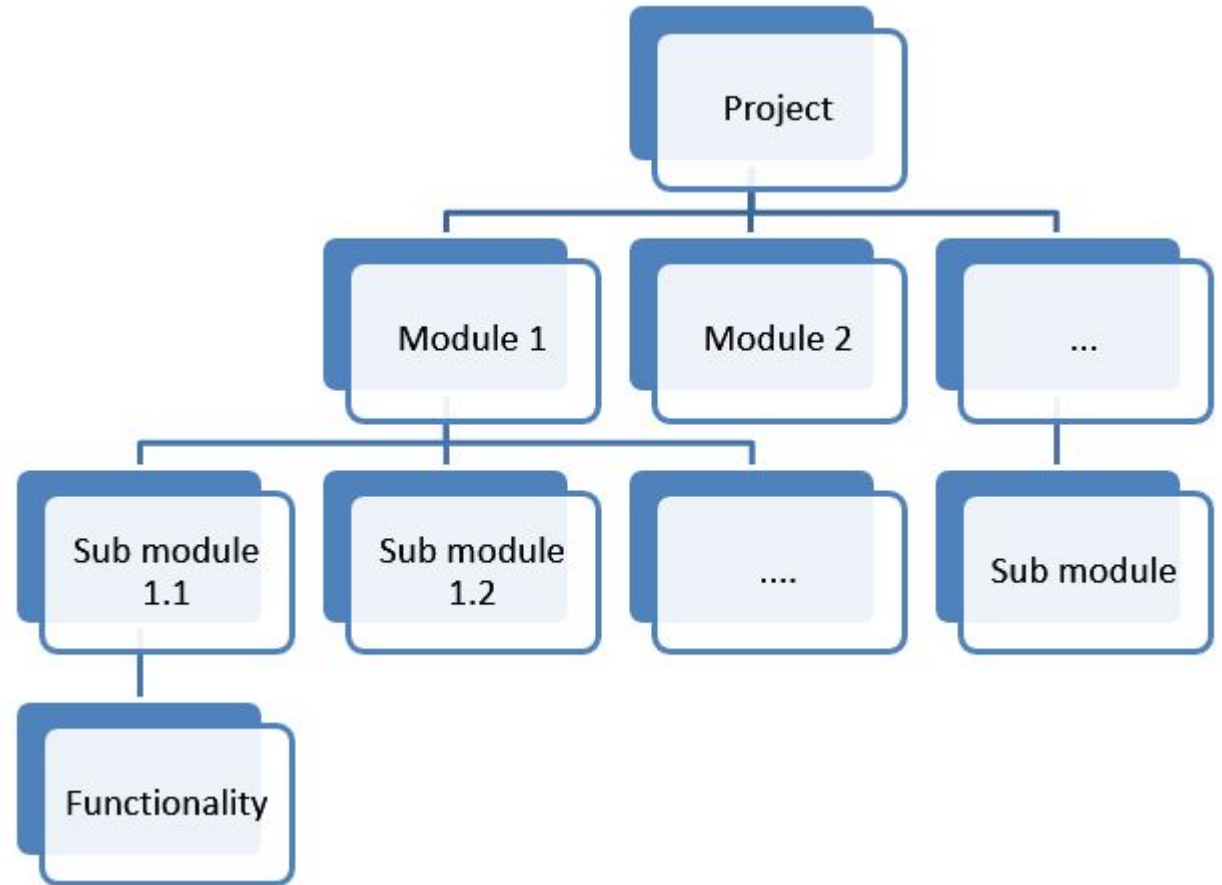 Project
Module 1
Module 2
...
Sub module
1.1
Sub module
1.2
....
Sub module
Functionality